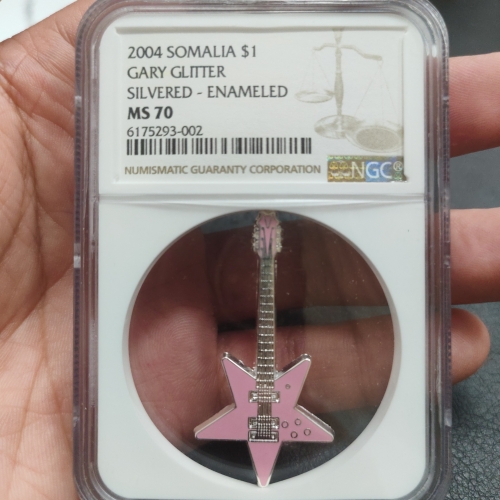 2004 SOMALIA $1
GARY GLITTER
SILVERED - ENAMELED
MS 70
6175293-002
NUMISMATIC GUARANTY CORPORATION
NGC®